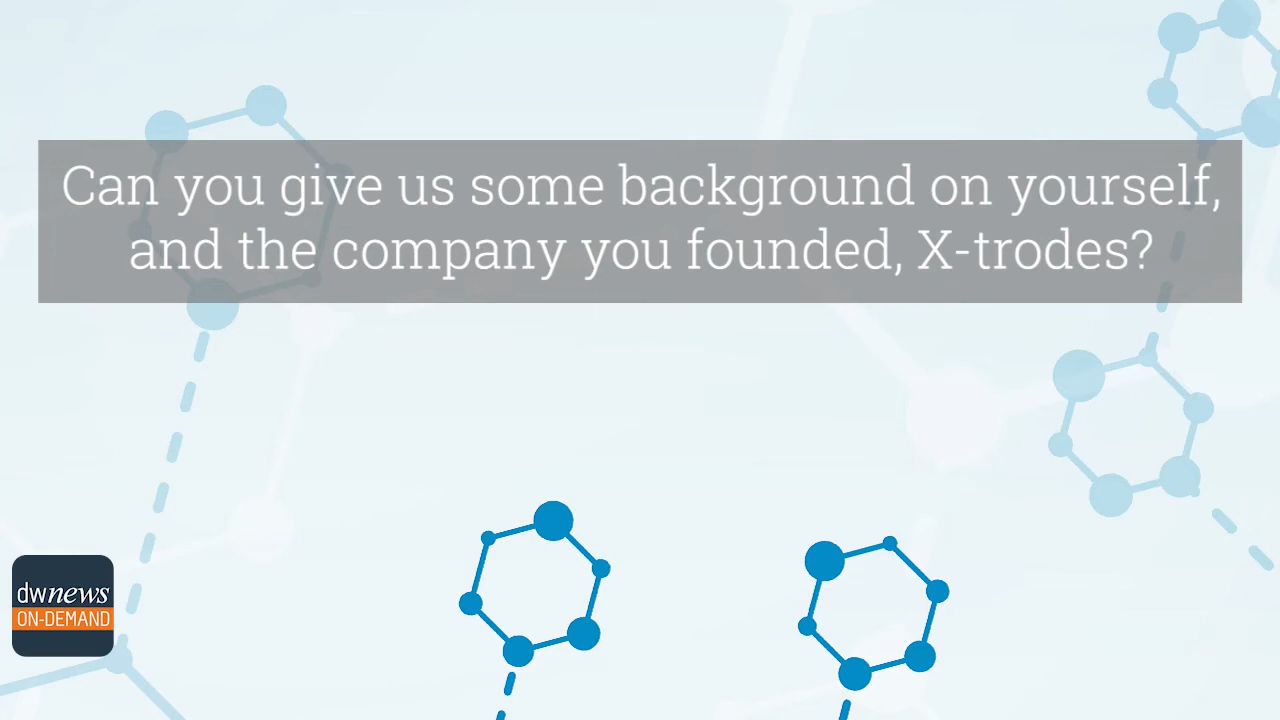 Can you give us some background on yourself,
and the company you founded, X-trodes?
dwnews
ON-DEMAND